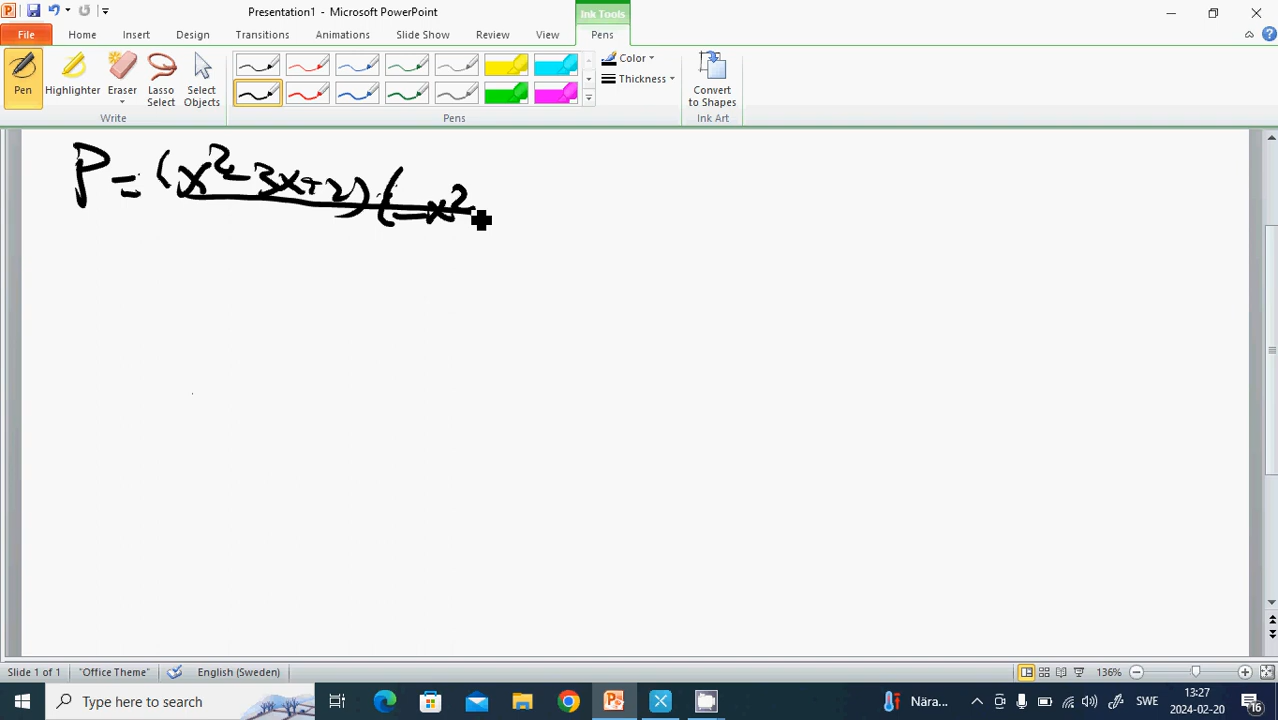 Presentation1 - Microsoft PowerPoint
Ink Tools
File Home Insert Design Transitions Animations Slide Show Review View Pens
Pen Highlighter Eraser Lasso Select Select Objects
Color
Thickness
Convert to Shapes
Write Pens Ink Art
P = (x²-3x+2)(-x²
Slide 1 of 1 "Office Theme" English (Sweden) 136%
Type here to search
Nära... SWE 13:27 2024-02-20 16